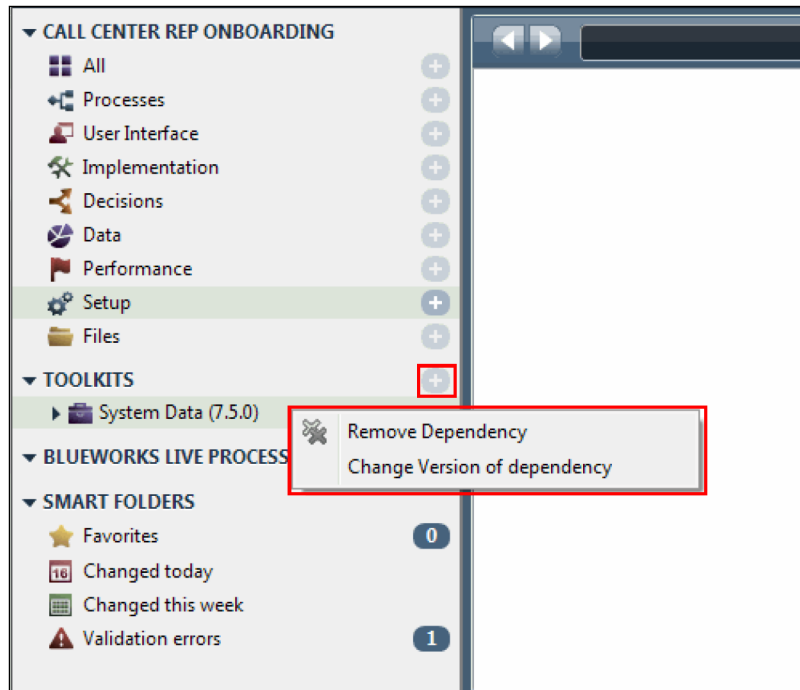 CALL CENTER REP ONBOARDING
All
Processes
User Interface
Implementation
Decisions
Data
Performance
Setup
Files
TOOLKITS
System Data (7.5.0)
Remove Dependency
Change Version of dependency
BLUEWORKS LIVE PROCESS
SMART FOLDERS
Favorites 0
16 Changed today
Changed this week
Validation errors 1